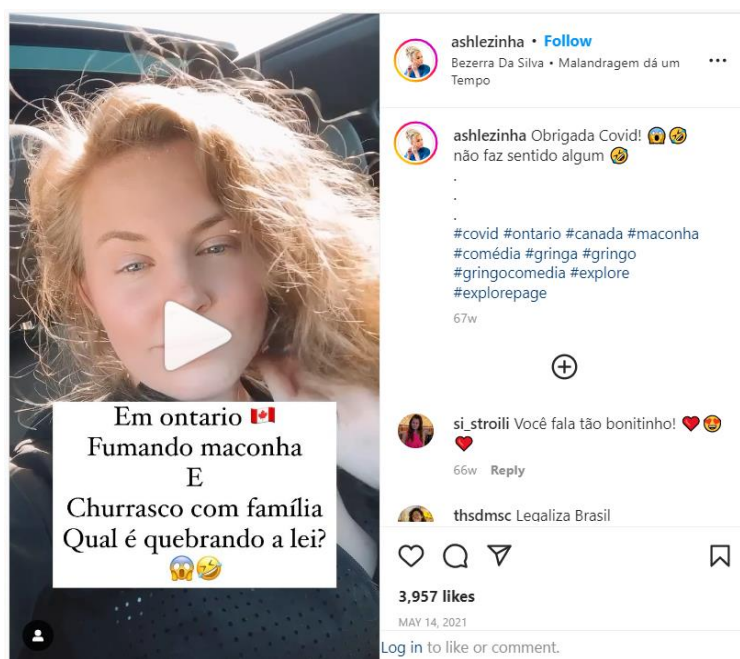 ashlezinha • Follow
Bezerra Da Silva • Malandragem dá um
Tempo
ashlezinha Obrigada Covid! 😱🤣
não faz sentido algum 🤣
.
.
.
#covid #ontario #canada #maconha
#comédia #gringa #gringo
#gringocomedia #explore
#explorepage
67w
si_stroili Você fala tão bonitinho! ❤️😍
❤️
66w Reply
thsdmsc Legaliza Brasil
3,957 likes
MAY 14, 2021
Log in to like or comment.
Em ontario 🇨🇦
Fumando maconha
E
Churrasco com família
Qual é quebrando a lei?
😱🤣